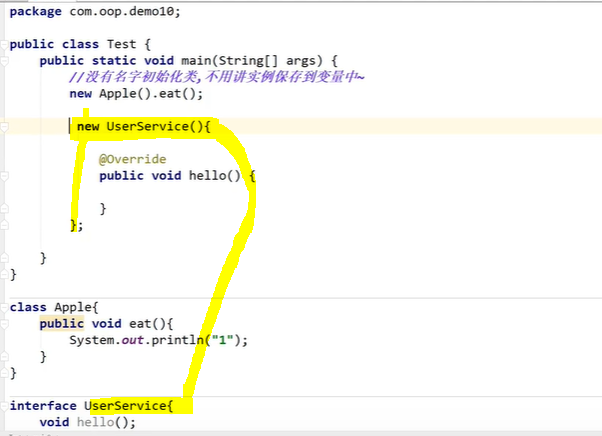 package com.oop.demo10;
public class Test {
public static void main(String[] args) {
//没有名字初始化类,不用讲实例保存到变量中~
new Apple().eat();
new UserService(){
@Override
public void hello() {
}
};
}
}
class Apple{
public void eat(){
System.out.println("1");
}
}
interface UserService{
void hello();